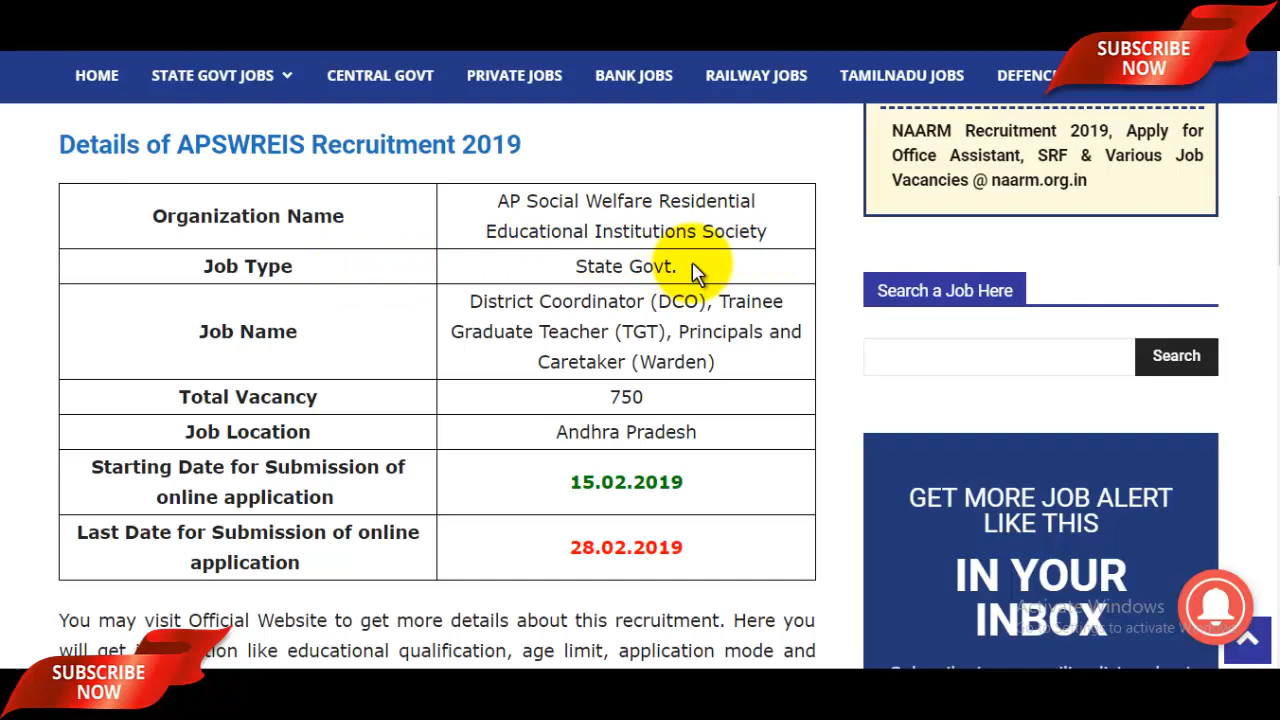 SUBSCRIBE
NOW
HOME STATE GOVT JOBS CENTRAL GOVT PRIVATE JOBS BANK JOBS RAILWAY JOBS TAMILNADU JOBS
Details of APSWREIS Recruitment 2019
Organization Name
AP Social Welfare Residential
Educational Institutions Society
Job Type
State Govt.
Job Name
District Coordinator (DCO), Trainee
Graduate Teacher (TGT), Principals and
Caretaker (Warden)
Total Vacancy
750
Job Location
Andhra Pradesh
Starting Date for Submission of
online application
15.02.2019
Last Date for Submission of online
application
28.02.2019
You may visit Official Website to get more details about this recruitment. Here you
will get like educational qualification, age limit, application mode and
NAARM Recruitment 2019, Apply for
Office Assistant, SRF & Various Job
Vacancies @ naarm.org.in
Search a Job Here
Search
GET MORE JOB ALERT
LIKE THIS
IN YOUR
INBOX
Activate Windows
Go to Settings to activate
SUBSCRIBE
NOW